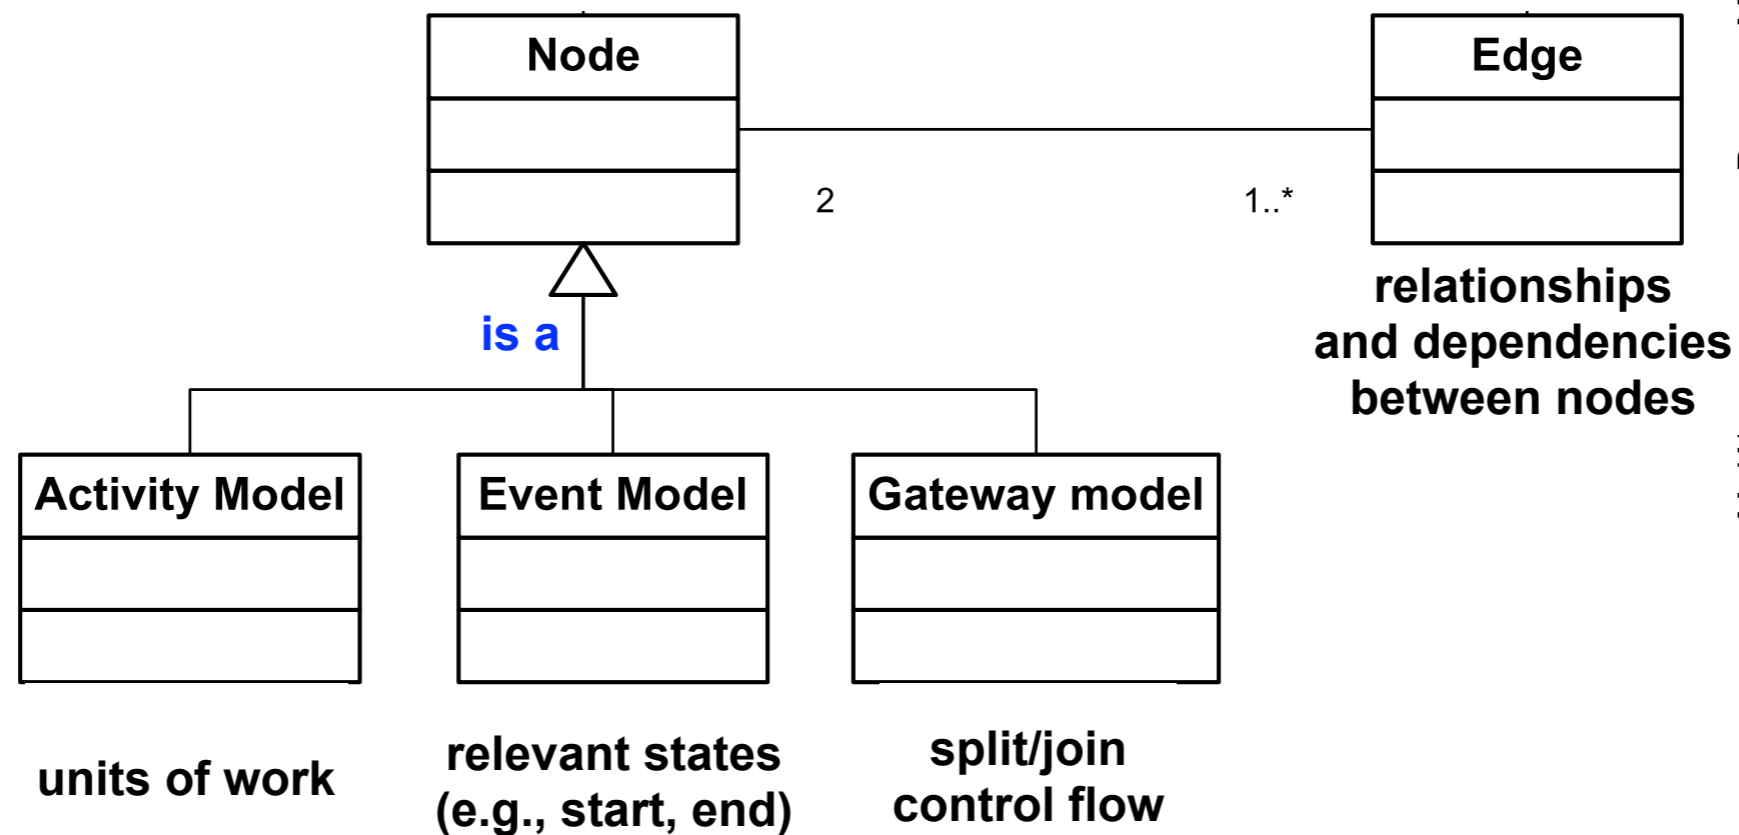 Node
Edge
2
1..*
is a
relationships
and dependencies
between nodes
Activity Model
Event Model
Gateway model
units of work
relevant states
(e.g., start, end)
split/join
control flow